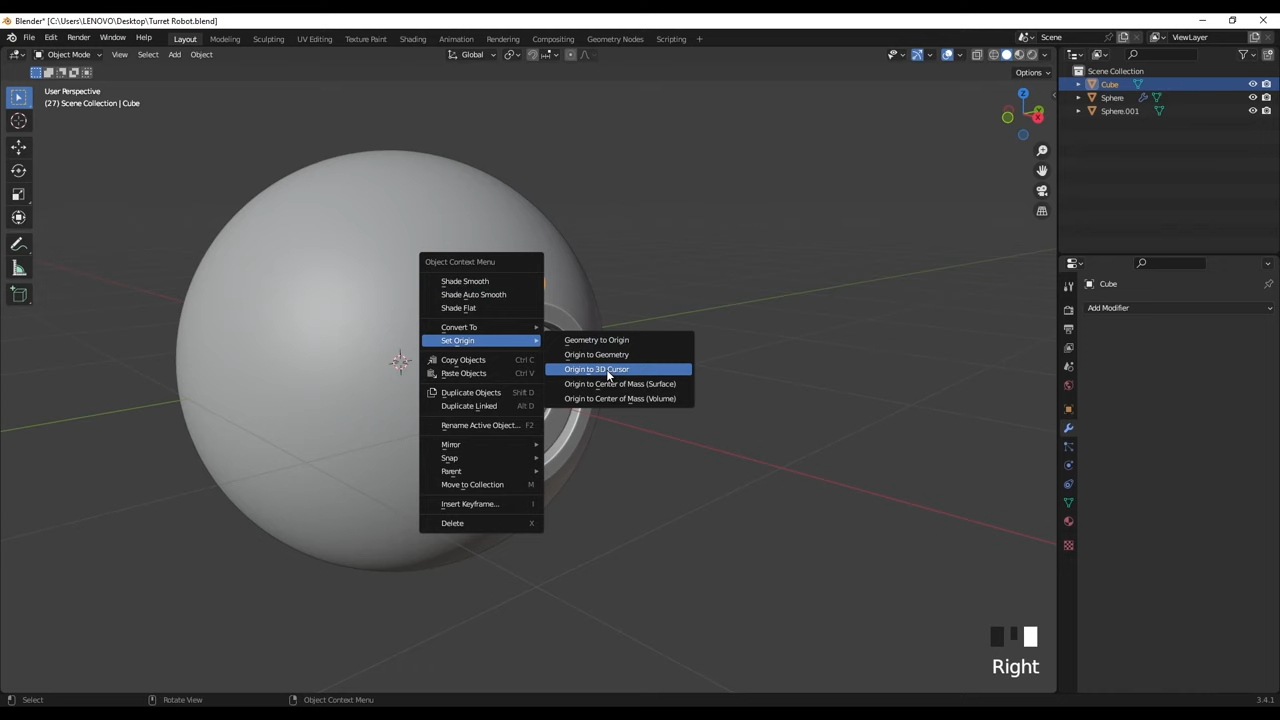 Blender* [C:\Users\LENOVO\Desktop\Turret Robot.blend]
File Edit Render Window Help Layout Modeling Sculpting UV Editing Texture Paint Shading Animation Rendering Compositing Geometry Nodes Scripting + Scene ViewLayer
Object Mode View Select Add Object Global
Options
User Perspective
(27) Scene Collection | Cube
Z
Y
X
Scene Collection
Cube
Sphere
Sphere.001
Cube
Add Modifier
Object Context Menu
Shade Smooth
Shade Auto Smooth
Shade Flat
Convert To
Set Origin
Copy Objects Ctrl C
Paste Objects Ctrl V
Duplicate Objects Shift D
Duplicate Linked Alt D
Rename Active Object... F2
Mirror
Snap
Parent
Move to Collection M
Insert Keyframe... I
Delete X
Geometry to Origin
Origin to Geometry
Origin to 3D Cursor
Origin to Center of Mass (Surface)
Origin to Center of Mass (Volume)
Right
Select Rotate View Object Context Menu 3.4.1